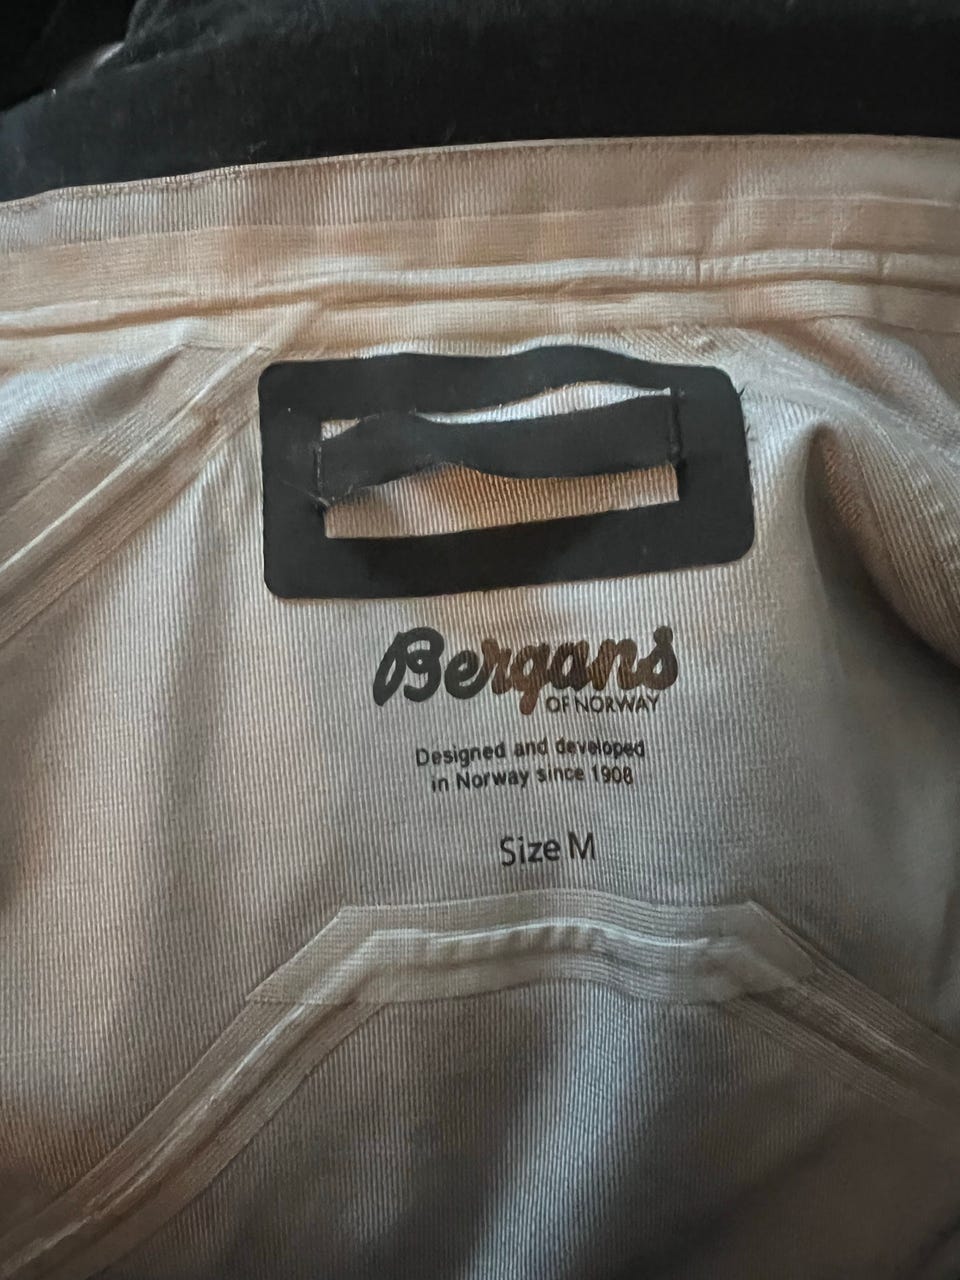 Bergans
OF NORWAY
Designed and developed
in Norway since 1908
Size M